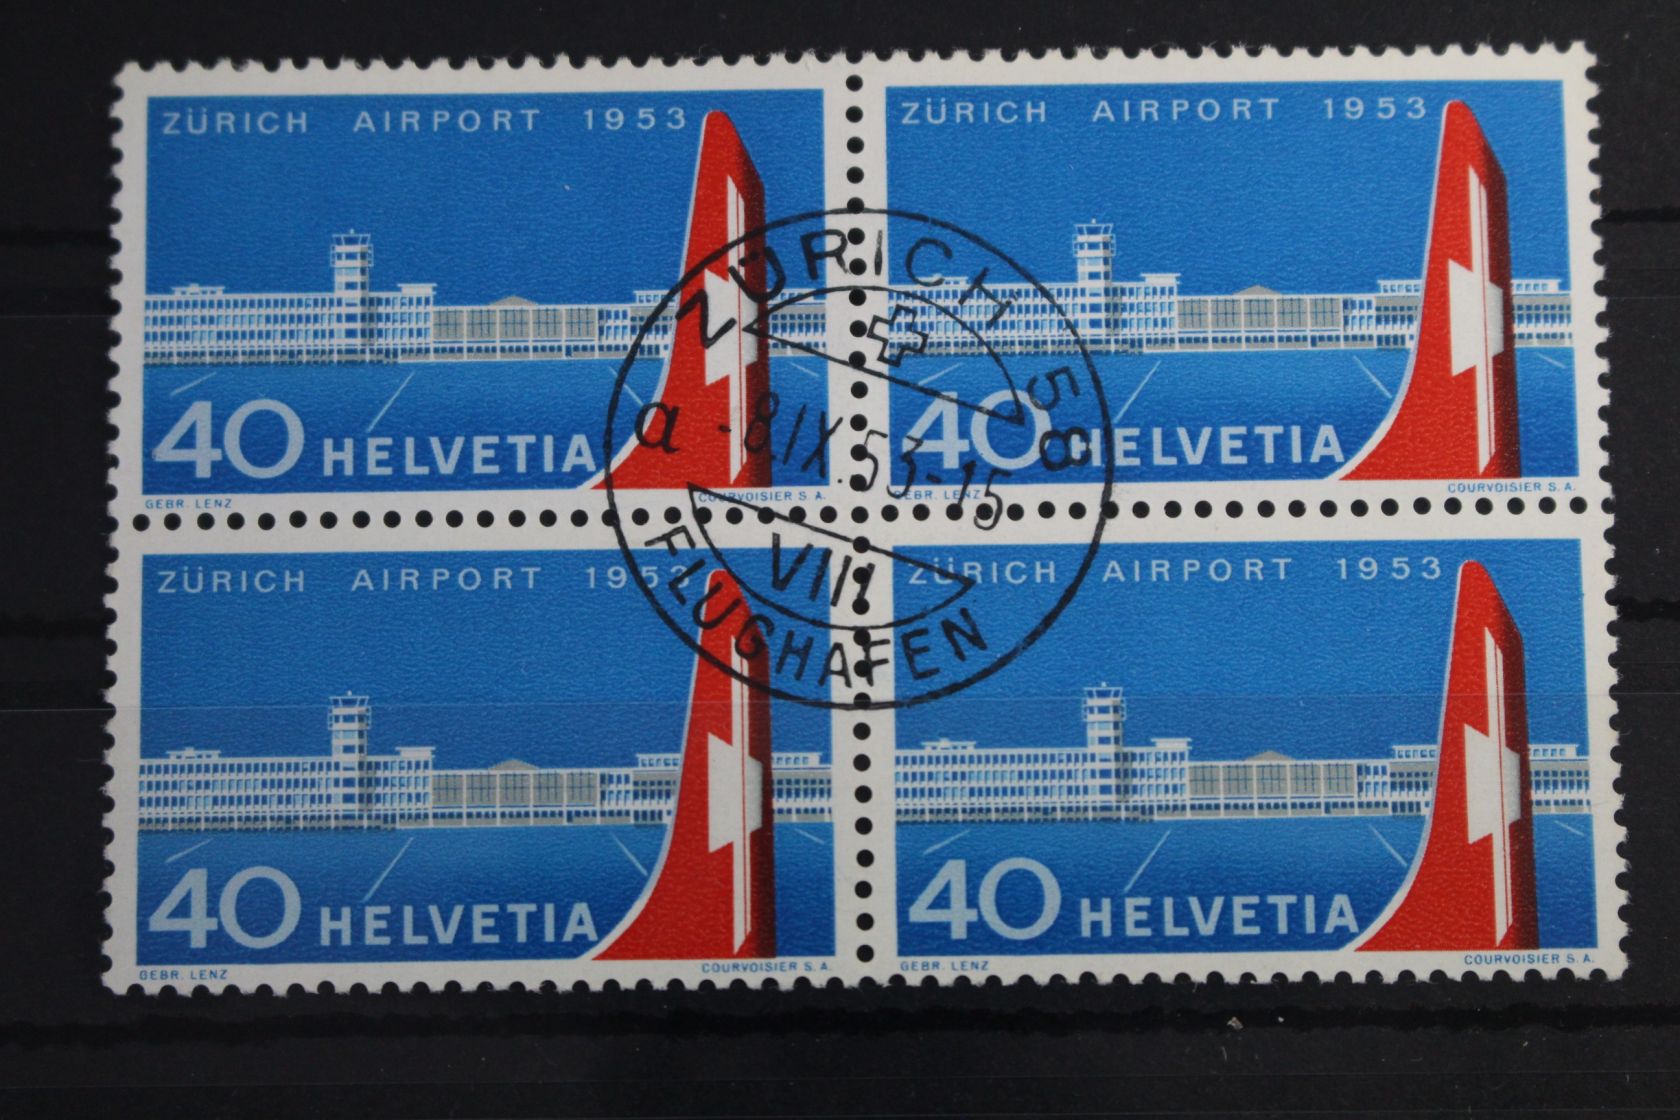 ZÜRICH AIRPORT 1953
40 HELVETIA
GEBR. LENZ
COURVOISIER S.A.
ZÜRICH AIRPORT 1953
40 HELVETIA
GEBR. LENZ
COURVOISIER S.A.
ZÜRICH 58
a -8.IX.53-15
VIII
FLUGHAFEN
ZÜRICH AIRPORT 1953
40 HELVETIA
GEBR. LENZ
COURVOISIER S.A.
ZÜRICH AIRPORT 1953
40 HELVETIA
GEBR. LENZ
COURVOISIER S.A.